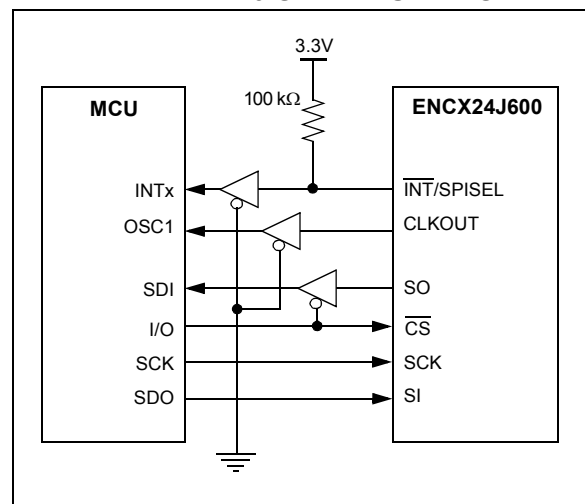 3.3V
100 kΩ
MCU
ENCX24J600
INTx
INT/SPISEL
OSC1
CLKOUT
SDI
SO
I/O
CS
SCK
SCK
SDO
SI